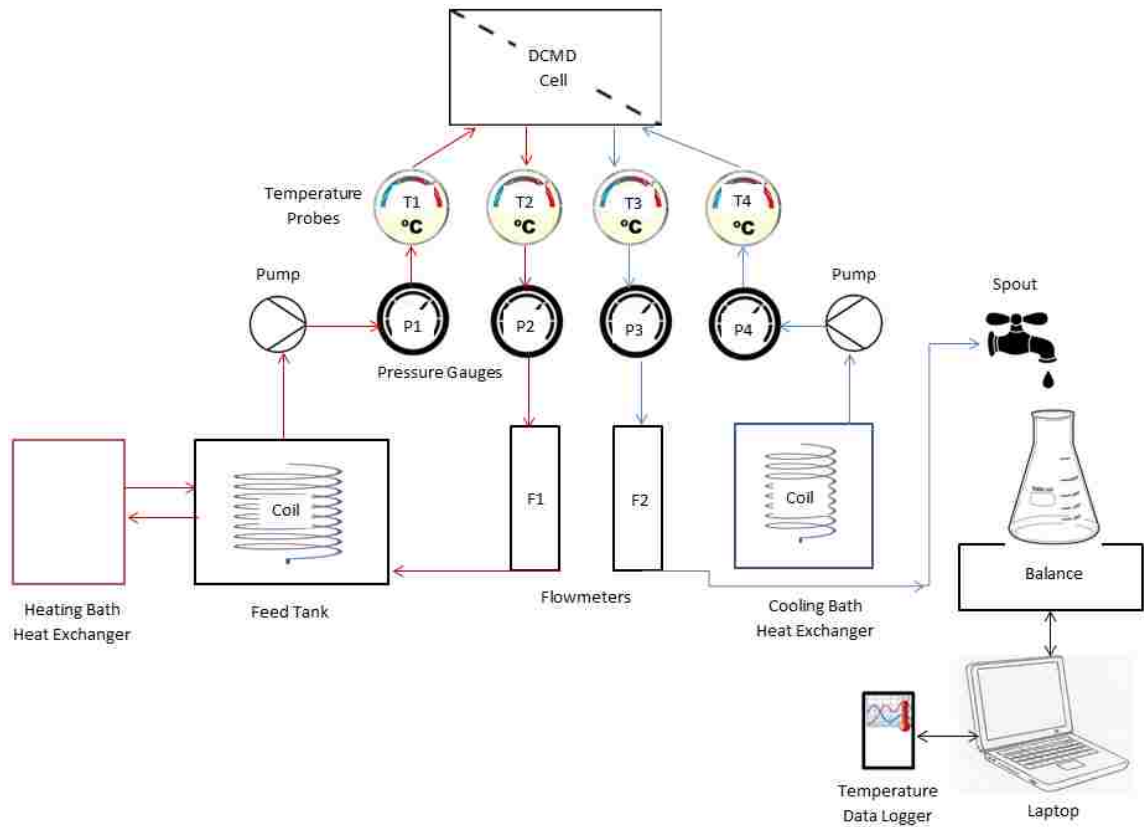 DCMD
Cell
Temperature
Probes
T1
T2
T3
T4
°C
°C
°C
°C
Pump
Pump
Spout
P1
P2
P3
P4
Pressure Gauges
Coil
F1
F2
Coil
Balance
Heating Bath
Heat Exchanger
Feed Tank
Flowmeters
Cooling Bath
Heat Exchanger
Temperature
Data Logger
Laptop